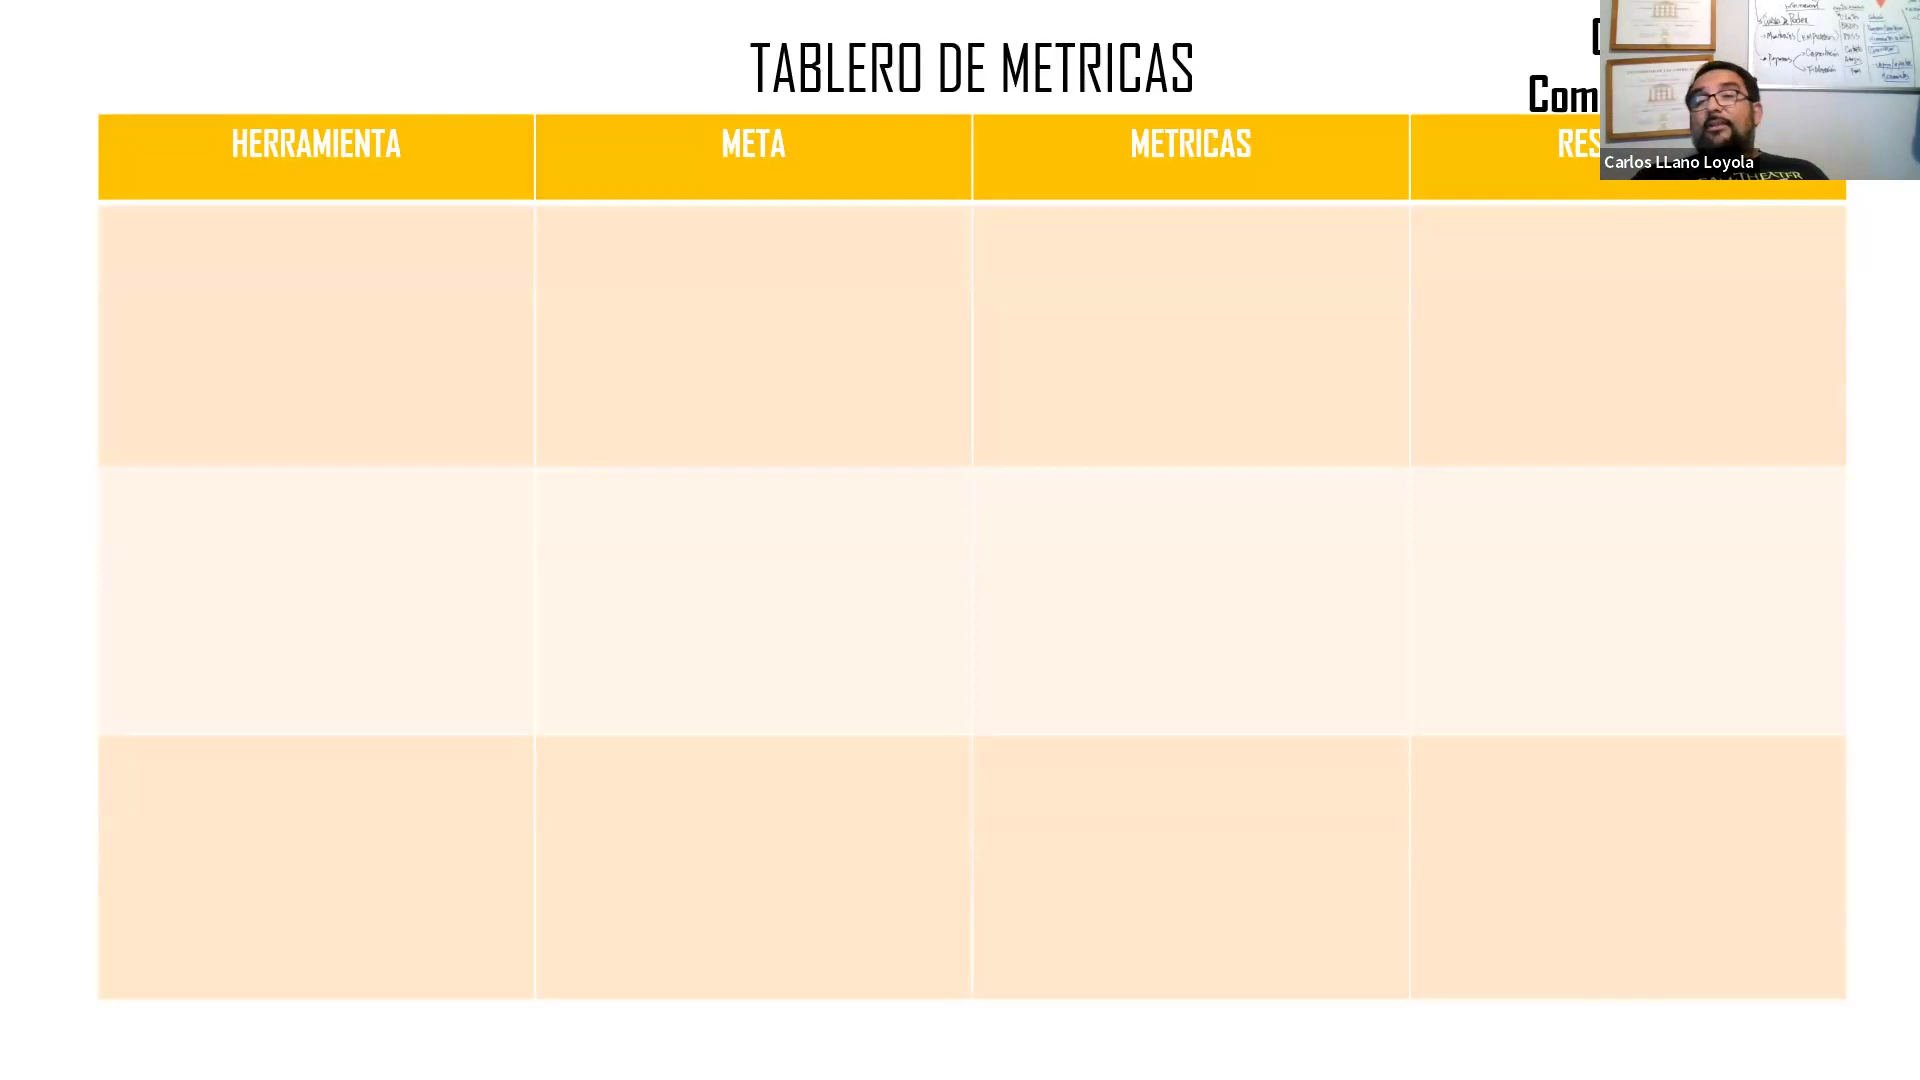 TABLERO DE METRICAS
Com
HERRAMIENTA
META
METRICAS
RES
Carlos LLano Loyola